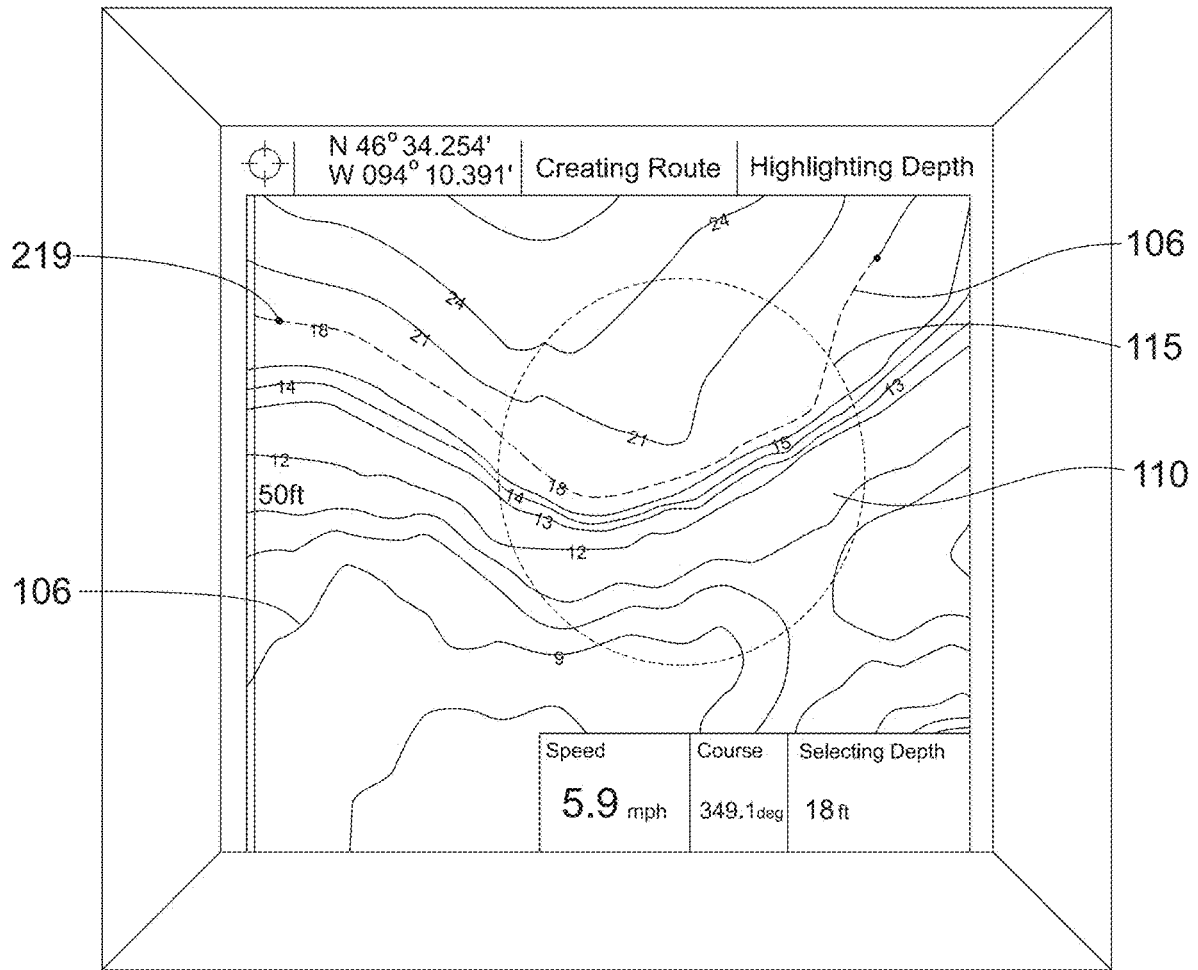 N 46° 34.254'
W 094° 10.391'
Creating Route
Highlighting Depth
219
106
24
24
115
18
21
14
13
21
15
12
18
110
50ft
14
13
12
106
9
Speed
Course
Selecting Depth
5.9 mph
349.1deg
18 ft